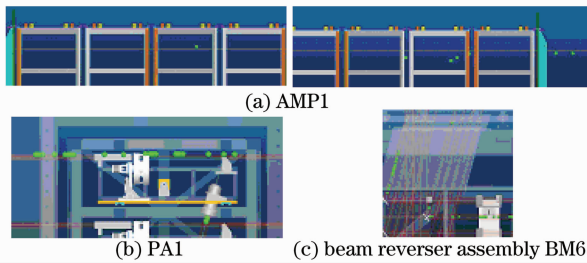 (a) AMP1
(b) PA1
(c) beam reverser assembly BM6